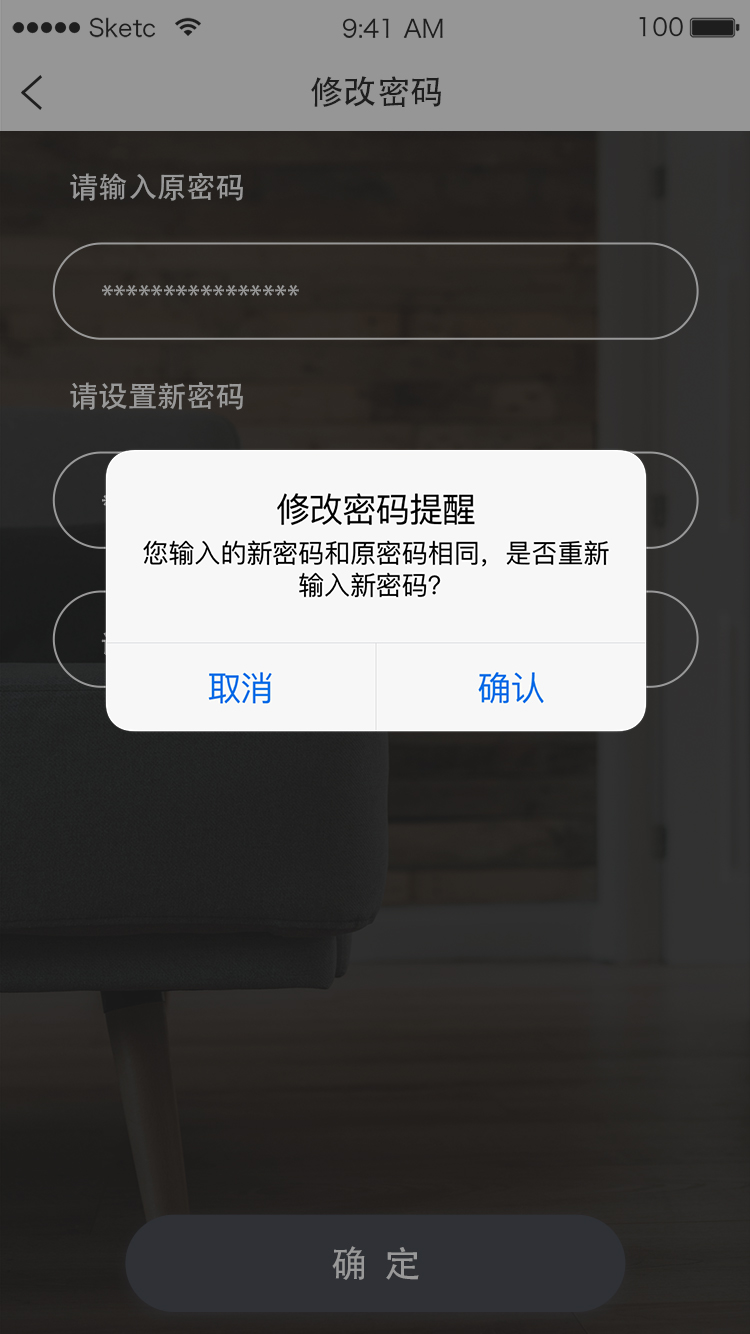 Sketc 9:41 AM 100
修改密码
请输入原密码
****************
请设置新密码
修改密码提醒
您输入的新密码和原密码相同，是否重新
输入新密码？
取消 确认
确 定